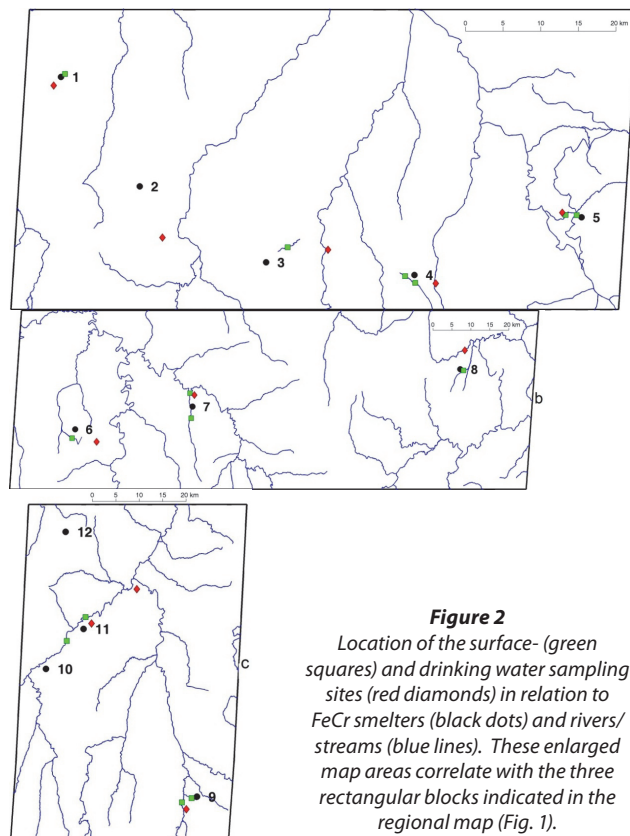 0 5 10 15 20 km
1
2
3
4
5
0 5 10 15 20 km
6
7
8
b
0 5 10 15 20 km
12
11
10
9
c
Figure 2
Location of the surface- (green
squares) and drinking water sampling
sites (red diamonds) in relation to
FeCr smelters (black dots) and rivers/
streams (blue lines). These enlarged
map areas correlate with the three
rectangular blocks indicated in the
regional map (Fig. 1).